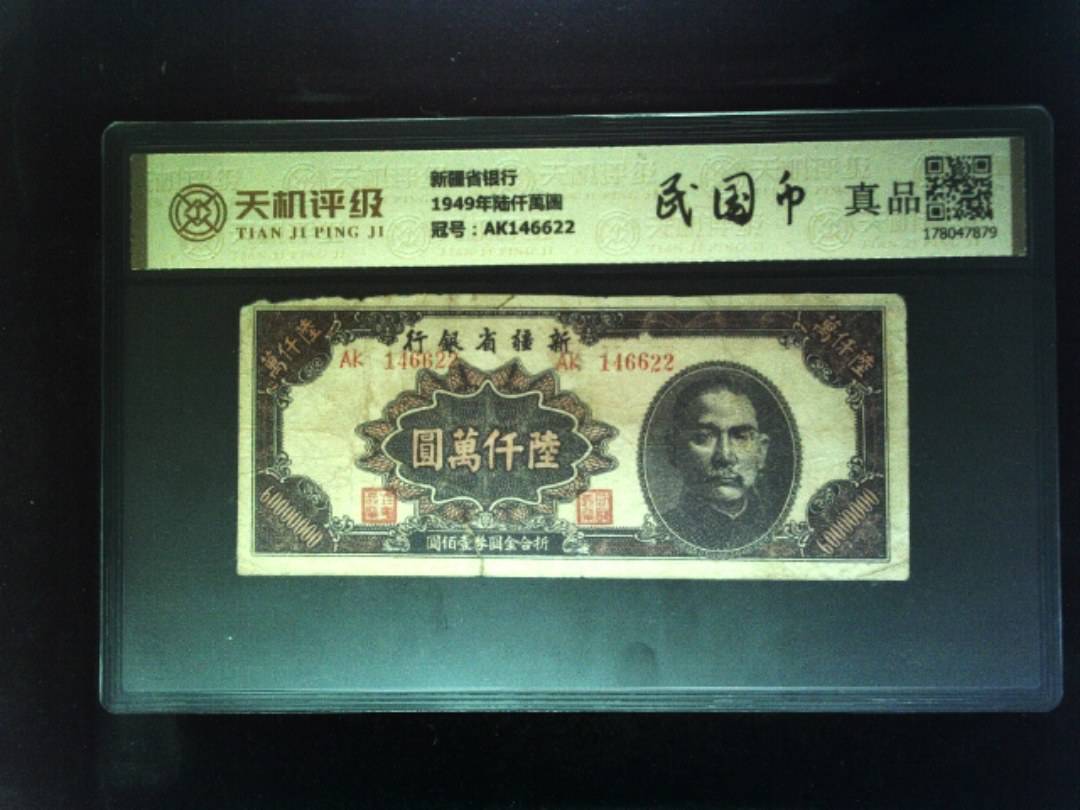 天机评级
TIAN JI PING JI
新疆省银行
1949年陆仟萬圓
冠号：AK146622
民国币
真品
178047879
行銀省疆新
萬仟陸
萬仟陸
AK 146622
AK 146622
圓萬仟陸
60000000
60000000
圓佰壹券圓金合折